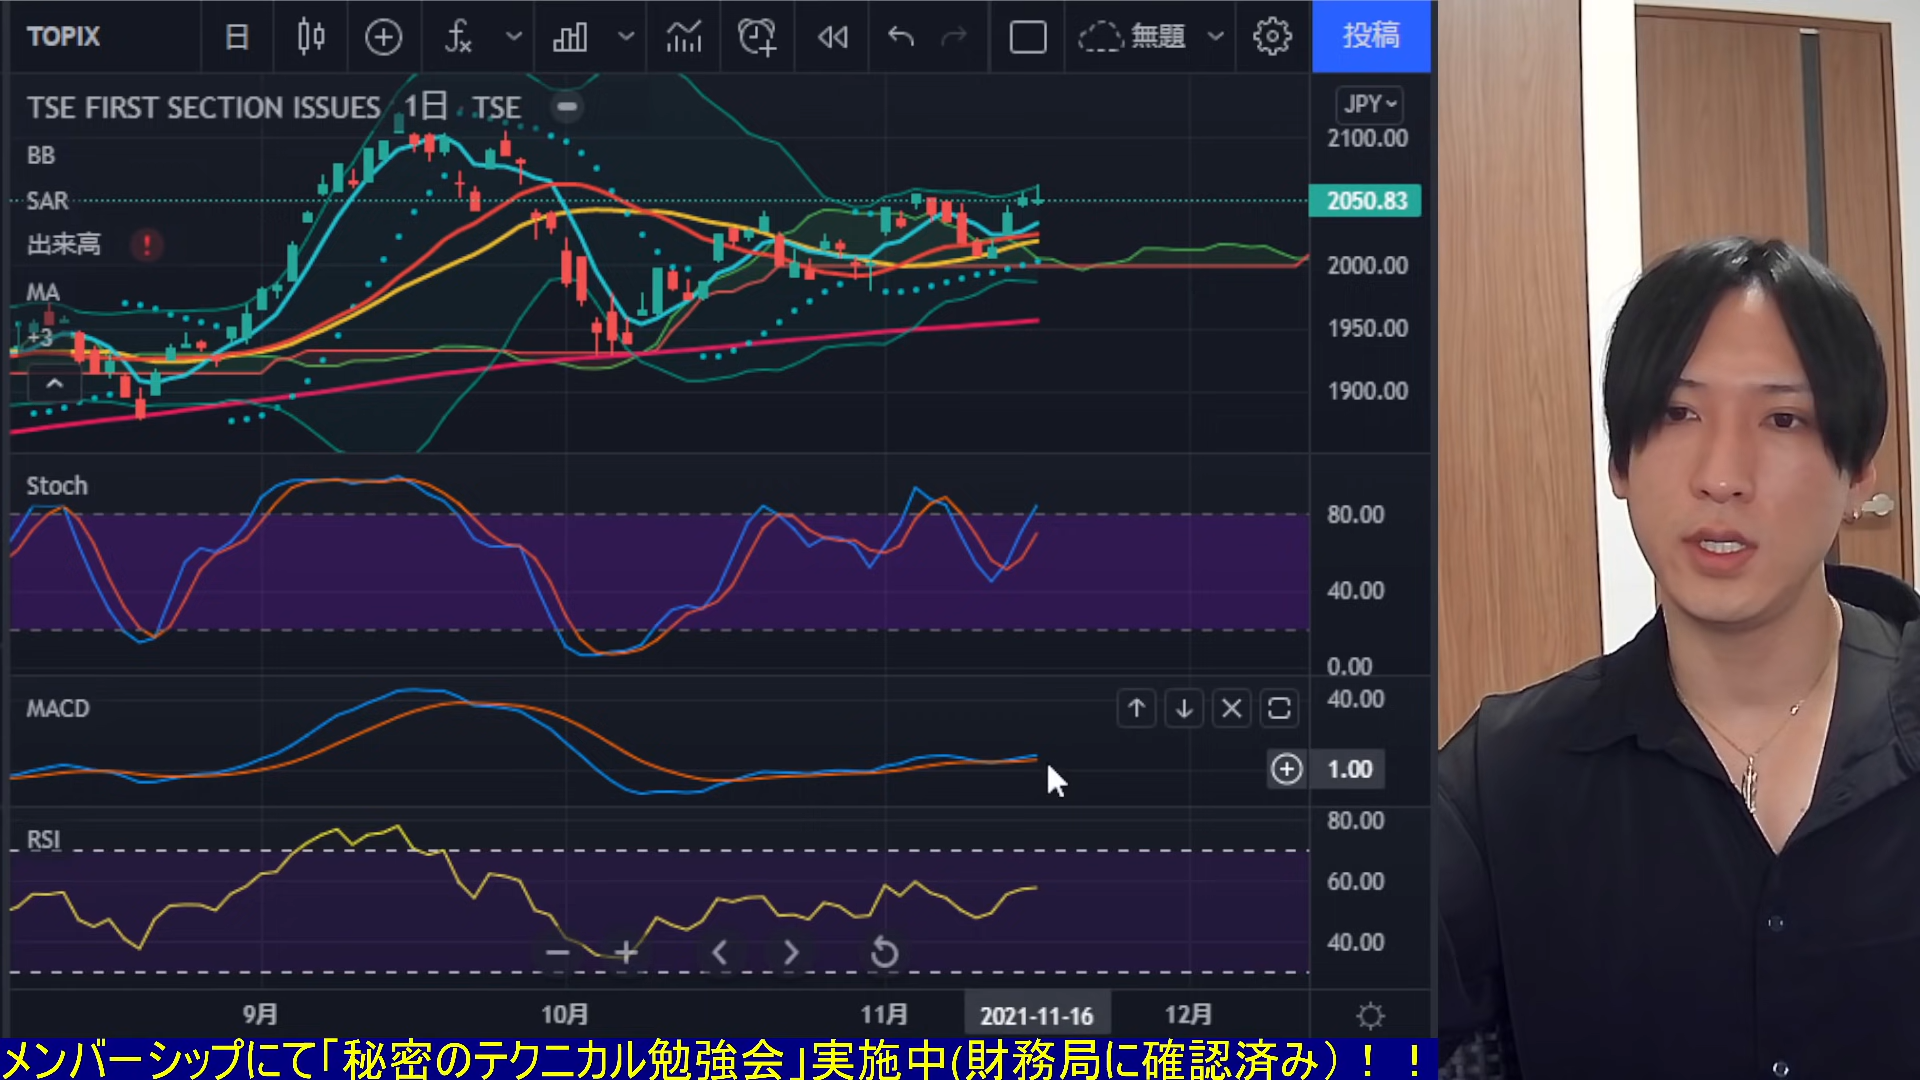 TOPIX 日 無題 投稿
TSE FIRST SECTION ISSUES 1日 TSE
JPY
BB
SAR
出来高
MA
+3
2100.00
2050.83
2000.00
1950.00
1900.00
Stoch
80.00
40.00
0.00
MACD
40.00
1.00
RSI
80.00
60.00
40.00
9月 10月 11月 2021-11-16 12月
メンバーシップにて「秘密のテクニカル勉強会」実施中(財務局に確認済み)！！